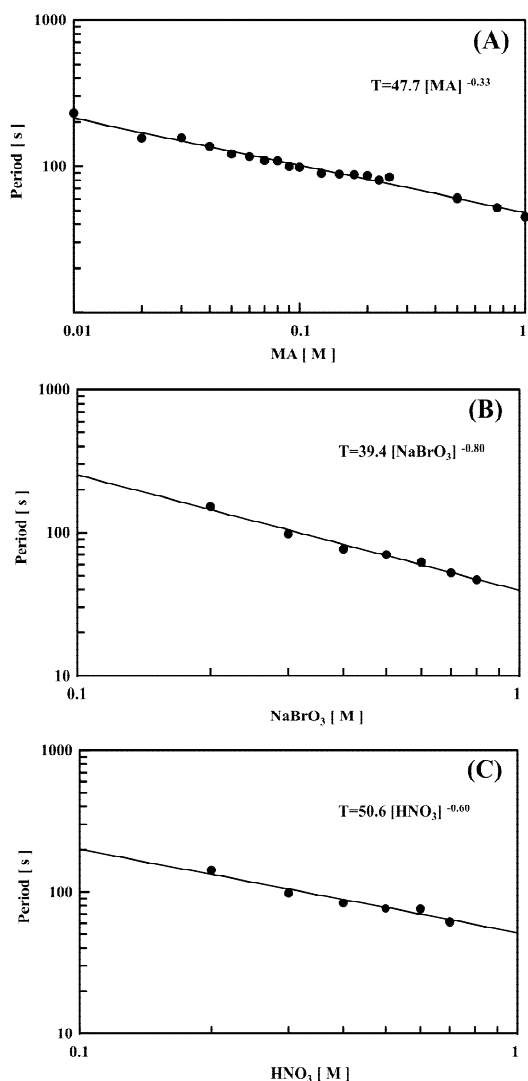 1000
(A)
T=47.7 [MA] -0.33
Period [ s ]
100
0.01
0.1
1
MA [ M ]
1000
(B)
T=39.4 [NaBrO3] -0.80
Period [ s ]
100
10
0.1
1
NaBrO3 [ M ]
1000
(C)
T=50.6 [HNO3] -0.60
Period [ s ]
100
10
0.1
1
HNO3 [ M ]